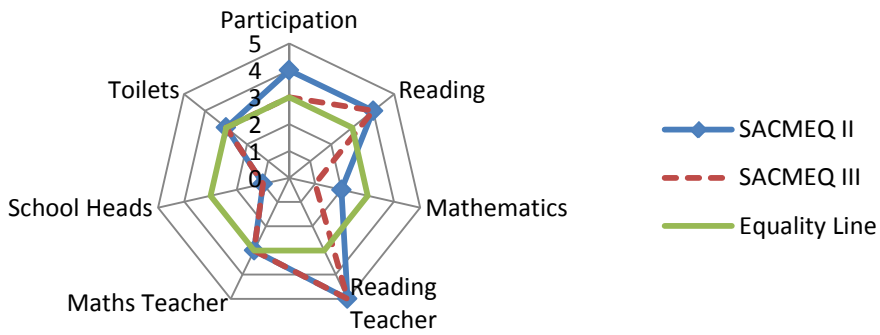 Participation
5
4
3
2
1
0
Toilets
Reading
School Heads
Mathematics
Maths Teacher
Reading
Teacher
SACMEQ II
SACMEQ III
Equality Line